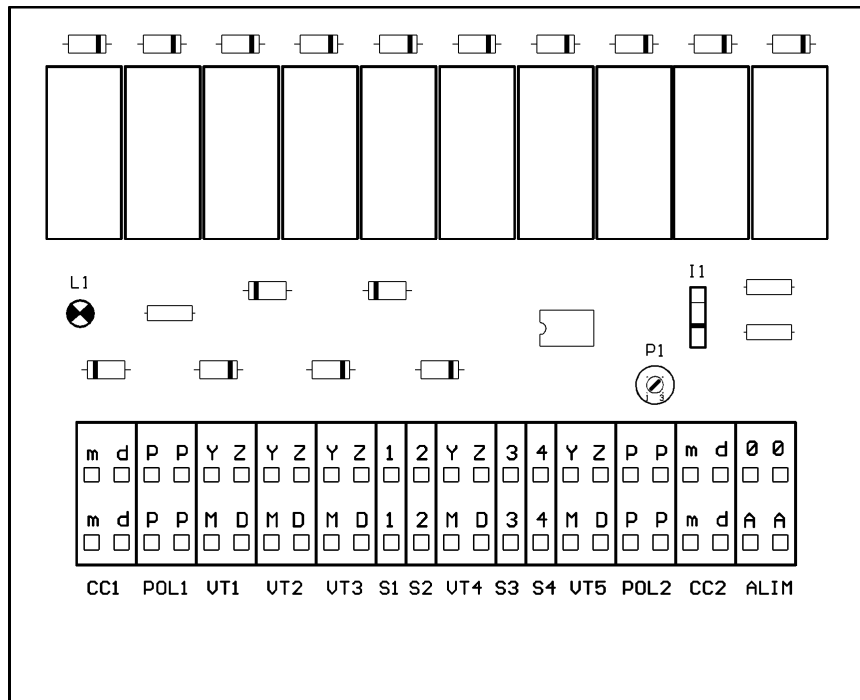 L1
I1
P1
1 3
m d P P Y Z Y Z Y Z 1 2 Y Z 3 4 Y Z P P m d 0 0
m d P P M D M D M D 1 2 M D 3 4 M D P P m d A A
CC1 POL1 VT1 VT2 VT3 S1 S2 VT4 S3 S4 VT5 POL2 CC2 ALIM